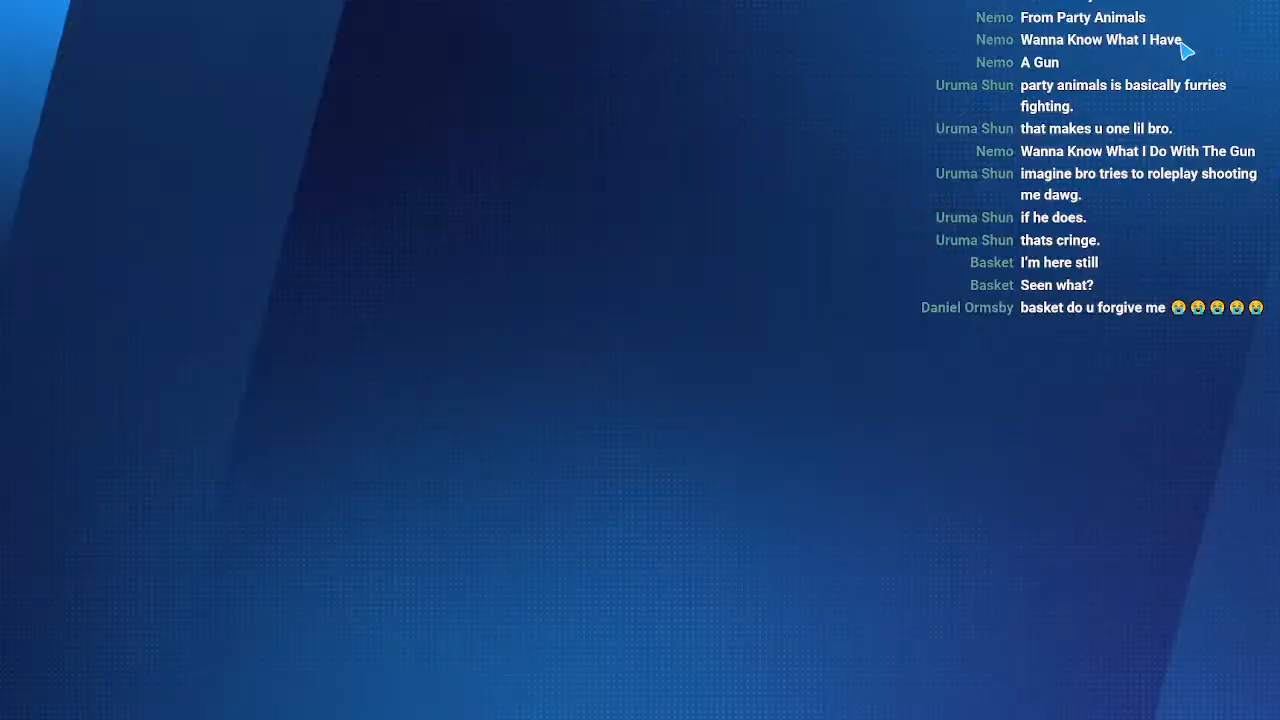 Nemo From Party Animals
Nemo Wanna Know What I Have
Nemo A Gun
Uruma Shun party animals is basically furries
fighting.
Uruma Shun that makes u one lil bro.
Nemo Wanna Know What I Do With The Gun
Uruma Shun imagine bro tries to roleplay shooting
me dawg.
Uruma Shun if he does.
Uruma Shun thats cringe.
Basket I'm here still
Basket Seen what?
Daniel Ormsby basket do u forgive me 😭😭😭😭😭